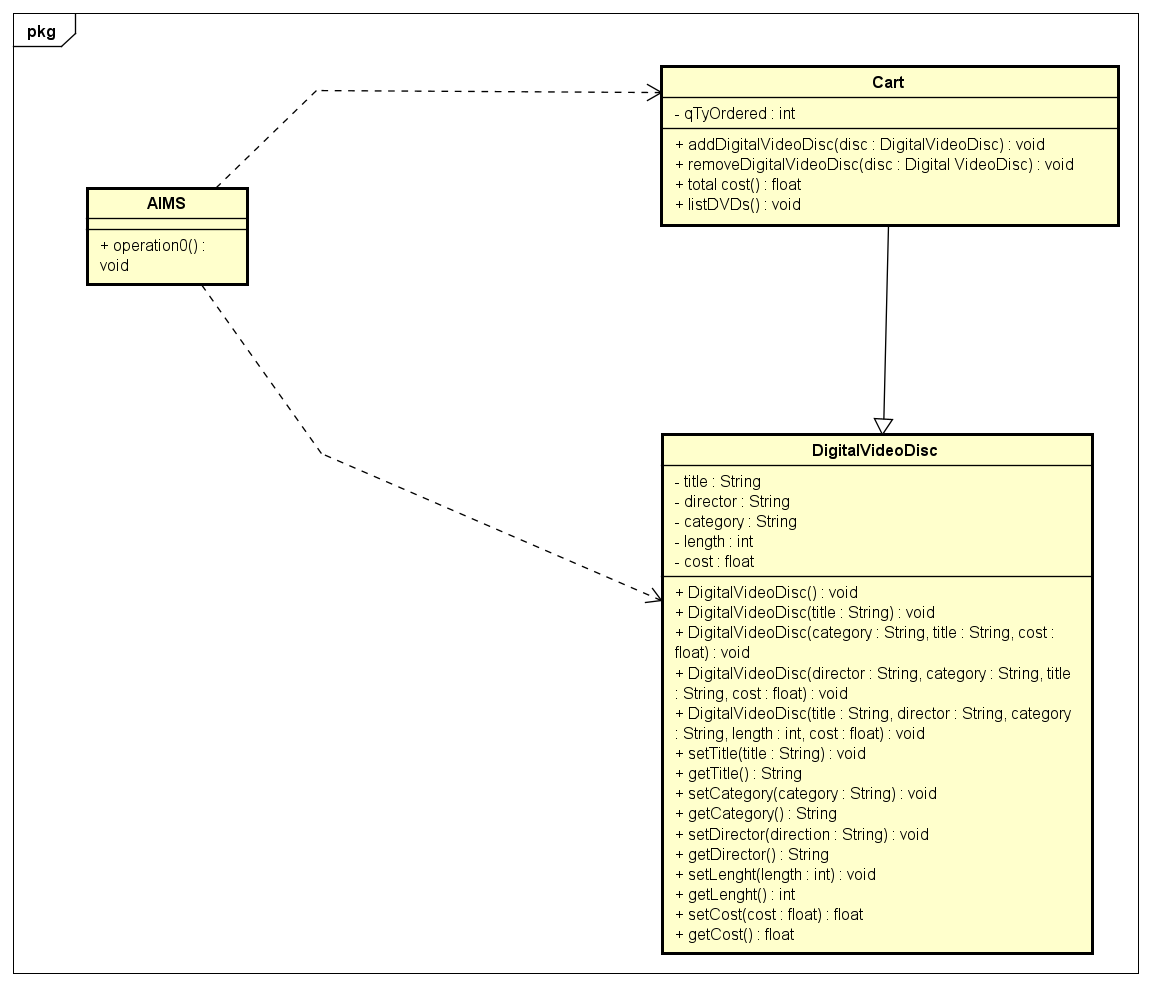 pkg
Cart
- qTyOrdered : int
+ addDigitalVideoDisc(disc : DigitalVideoDisc) : void
+ removeDigitalVideoDisc(disc : Digital VideoDisc) : void
+ total cost() : float
+ listDVDs() : void
AIMS
+ operation0() :
void
DigitalVideoDisc
- title : String
- director : String
- category : String
- length : int
- cost : float
+ DigitalVideoDisc() : void
+ DigitalVideoDisc(title : String) : void
+ DigitalVideoDisc(category : String, title : String, cost :
float) : void
+ DigitalVideoDisc(director : String, category : String, title
: String, cost : float) : void
+ DigitalVideoDisc(title : String, director : String, category
: String, length : int, cost : float) : void
+ setTitle(title : String) : void
+ getTitle() : String
+ setCategory(category : String) : void
+ getCategory() : String
+ setDirector(direction : String) : void
+ getDirector() : String
+ setLenght(length : int) : void
+ getLenght() : int
+ setCost(cost : float) : float
+ getCost() : float